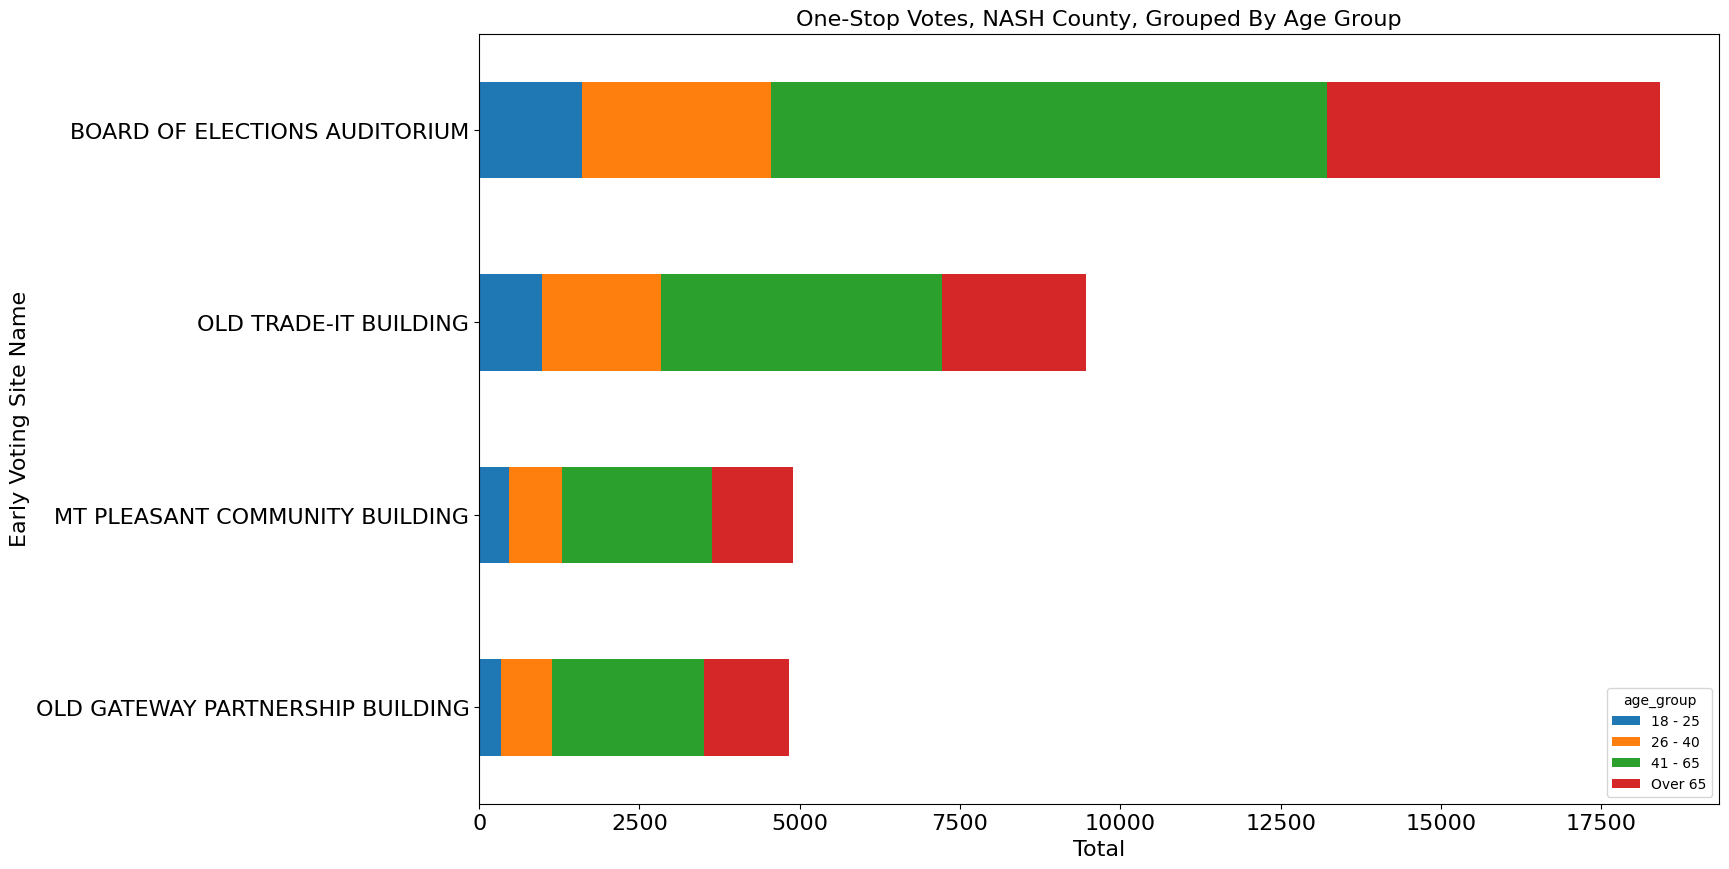 One-Stop Votes, NASH County, Grouped By Age Group
Early Voting Site Name
BOARD OF ELECTIONS AUDITORIUM
OLD TRADE-IT BUILDING
MT PLEASANT COMMUNITY BUILDING
OLD GATEWAY PARTNERSHIP BUILDING
0 2500 5000 7500 10000 12500 15000 17500
Total
age_group
18 - 25
26 - 40
41 - 65
Over 65